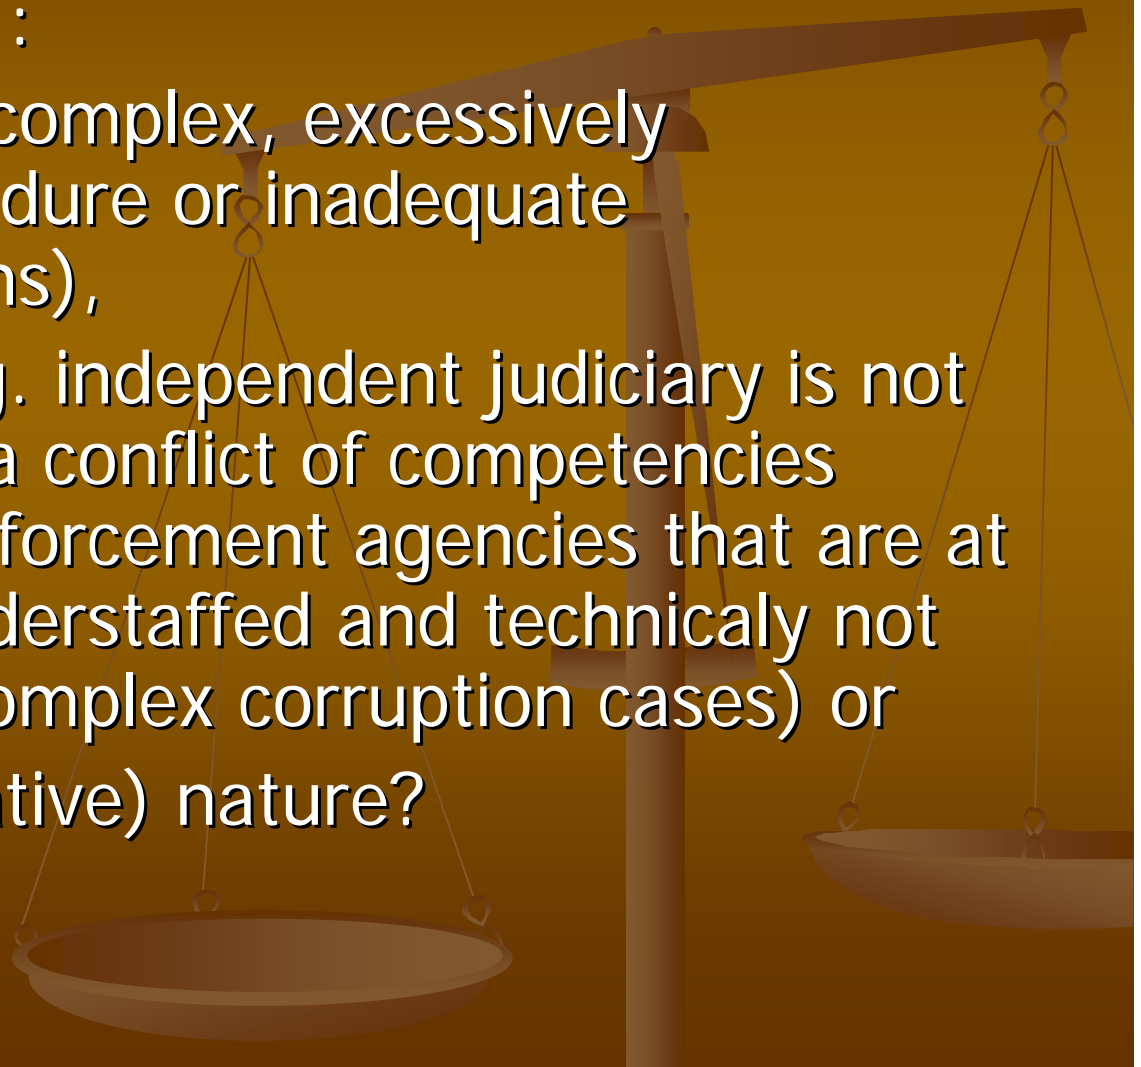 :
complex, excessively
dure or inadequate
ns),
g. independent judiciary is not
a conflict of competencies
forcement agencies that are at
derstaffed and technicaly not
omplex corruption cases) or
ative) nature?